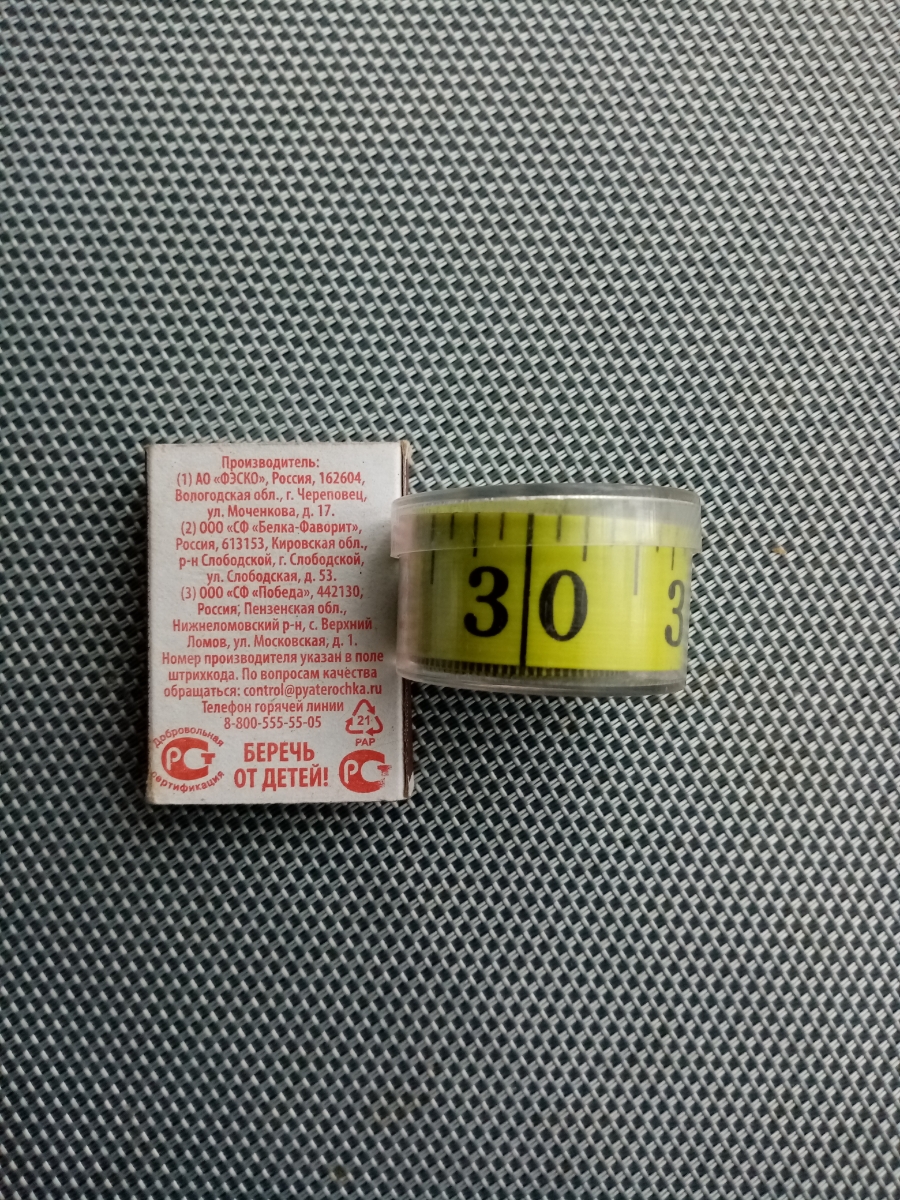 Производитель:
(1) АО «ФЭСКО», Россия, 162604,
Вологодская обл., г. Череповец,
ул. Моченкова, д. 17.
(2) ООО «СФ «Белка-Фаворит»,
Россия, 613153, Кировская обл.,
р-н Слободской, г. Слободской,
ул. Слободская, д. 53.
(3) ООО «СФ «Победа», 442130,
Россия, Пензенская обл.,
Нижнеломовский р-н, с. Верхний
Ломов, ул. Московская, д. 1.
Номер производителя указан в поле
штрихкода. По вопросам качества
обращаться: control@pyaterochka.ru
Телефон горячей линии
8-800-555-55-05
Добровольная
РСТ
сертификация
БЕРЕЧЬ
ОТ ДЕТЕЙ!
21
PAP
РСТ
30
3